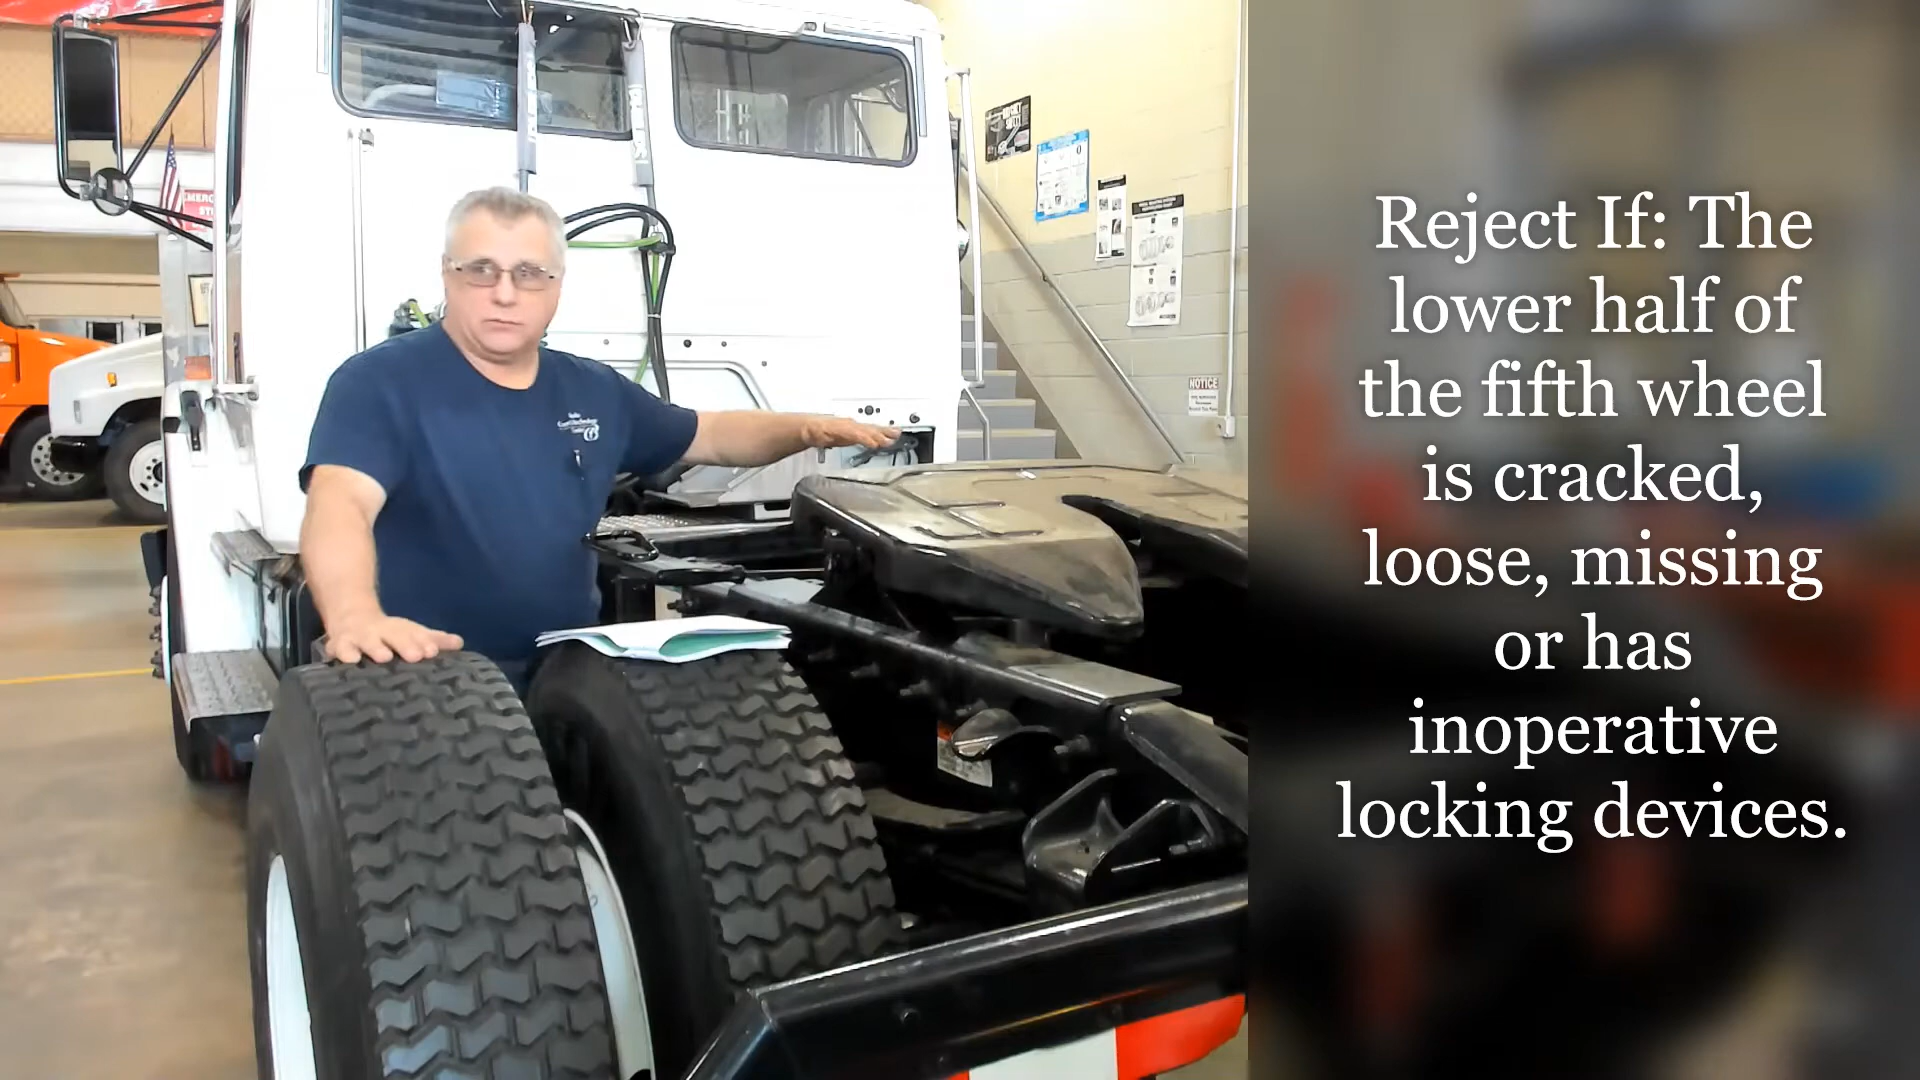 Reject If: The
lower half of
the fifth wheel
is cracked,
loose, missing
or has
inoperative
locking devices.
NOTICE